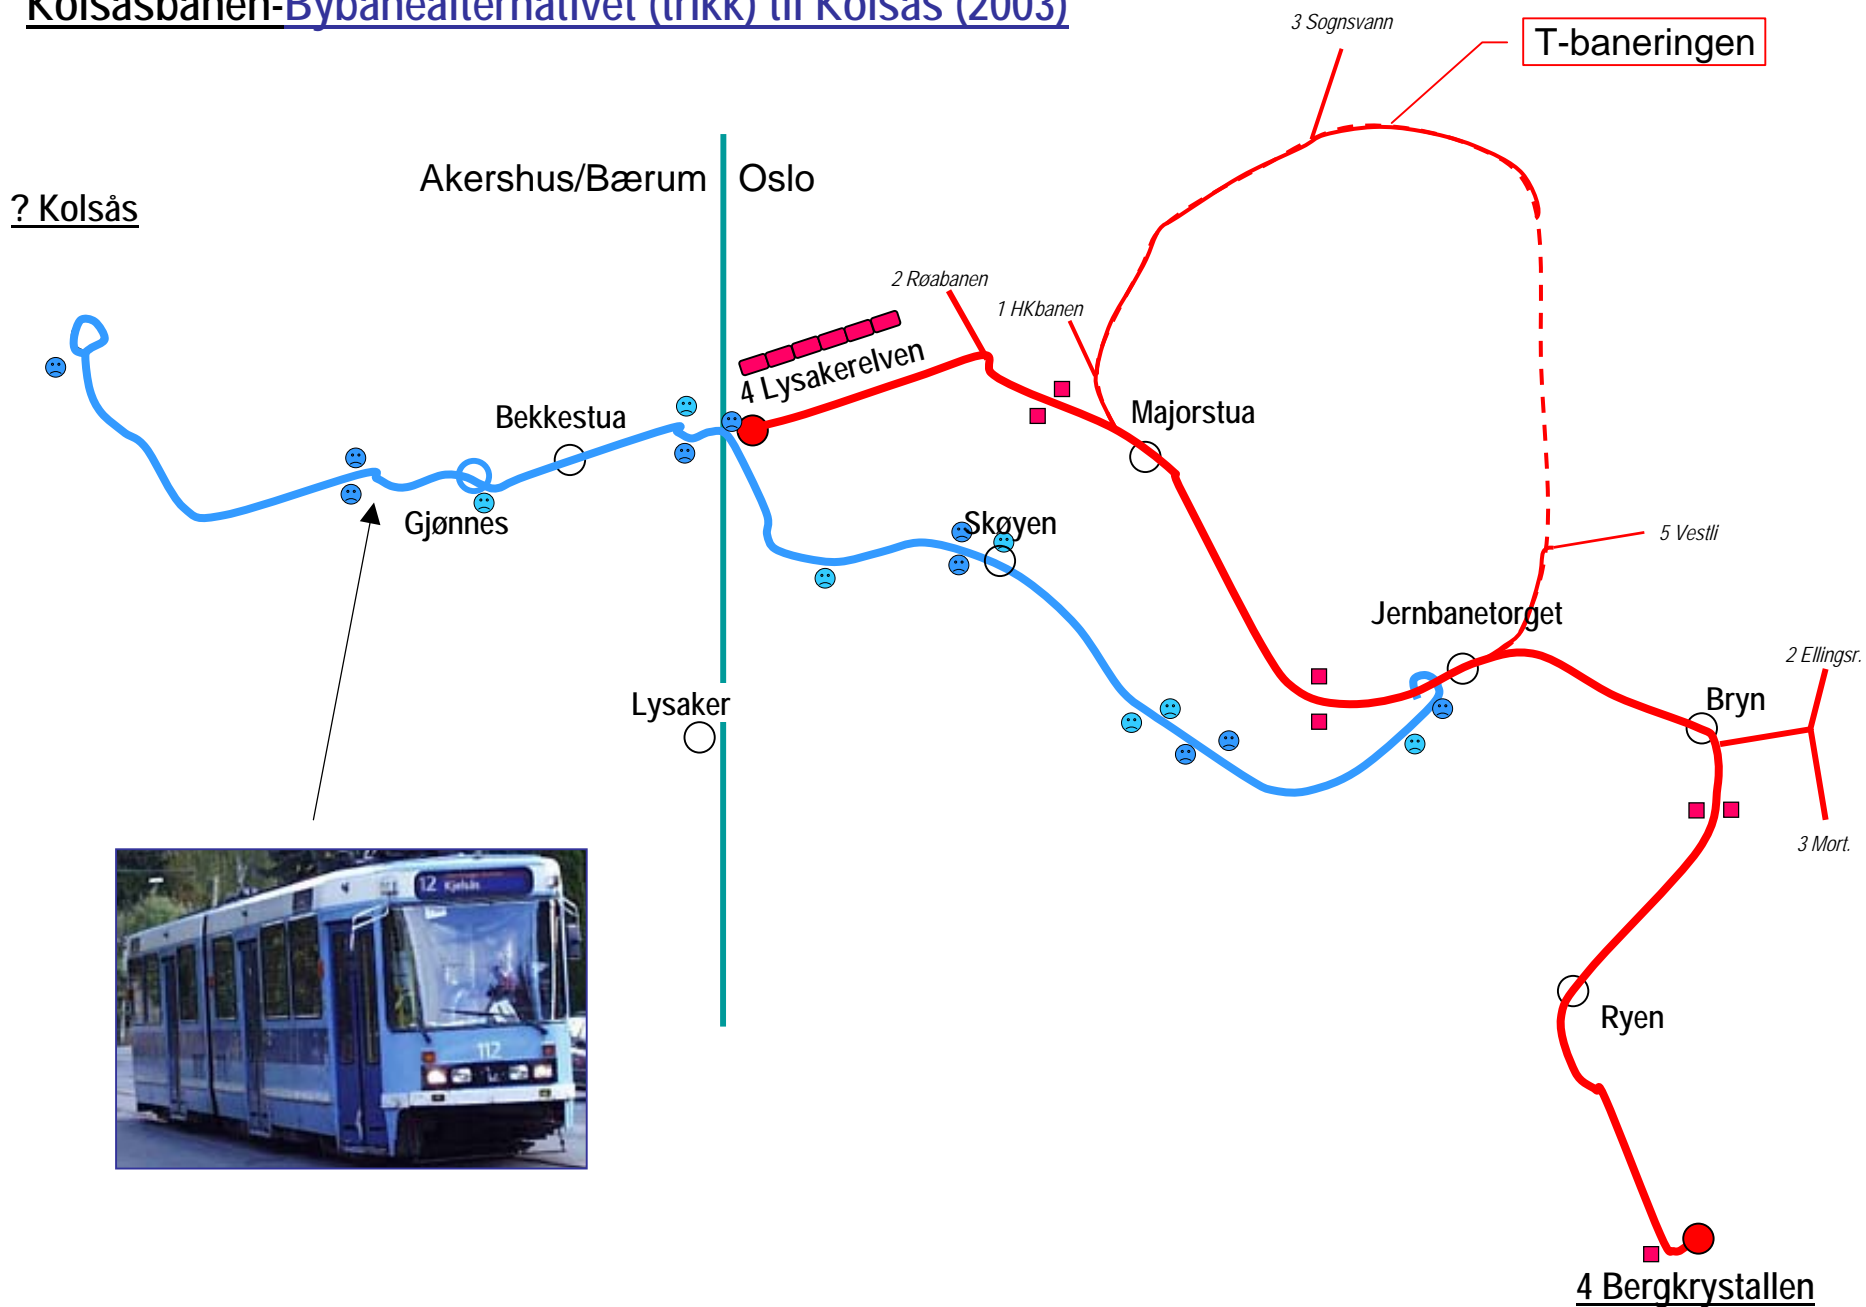 Kolsåsbanen-Bybanealternativet (trikk) til Kolsås (2003)
3 Sognsvann
T-baneringen
Akershus/Bærum
Oslo
? Kolsås
2 Røabanen
1 HKbanen
4 Lysakerelven
Bekkestua
Majorstua
Gjønnes
Skøyen
5 Vestli
Jernbanetorget
2 Ellingsr.
Lysaker
Bryn
3 Mort.
12 Kjelsås
112
Ryen
4 Bergkrystallen